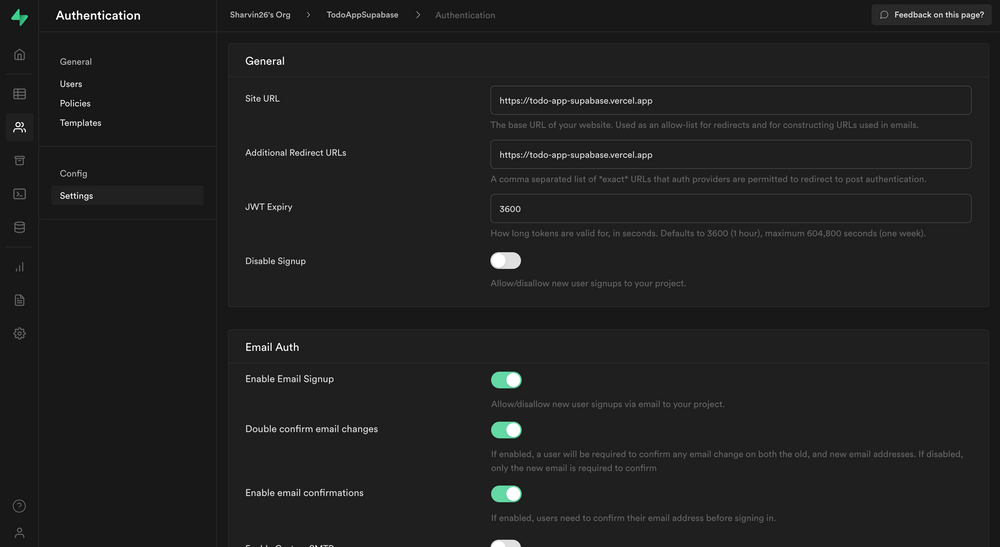 Authentication
Sharvin26's Org > TodoAppSupabase > Authentication
Feedback on this page?
General
Users
Policies
Templates
Config
Settings
General
Site URL
https://todo-app-supabase.vercel.app
The base URL of your website. Used as an allow-list for redirects and for constructing URLs used in emails.
Additional Redirect URLs
https://todo-app-supabase.vercel.app
A comma separated list of *exact* URLs that auth providers are permitted to redirect to post authentication.
JWT Expiry
3600
How long tokens are valid for, in seconds. Defaults to 3600 (1 hour), maximum 604,800 seconds (one week).
Disable Signup
Allow/disallow new user signups to your project.
Email Auth
Enable Email Signup
Allow/disallow new user signups via email to your project.
Double confirm email changes
If enabled, a user will be required to confirm any email change on both the old, and new email addresses. If disabled,
only the new email is required to confirm
Enable email confirmations
If enabled, users need to confirm their email address before signing in.